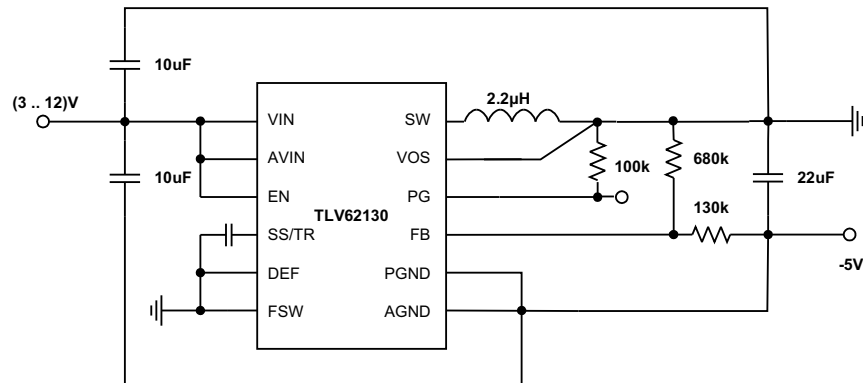 10uF
(3 .. 12)V
10uF
VIN
AVIN
EN
SS/TR
DEF
FSW
TLV62130
SW
VOS
PG
FB
PGND
AGND
2.2µH
100k
680k
130k
22uF
-5V